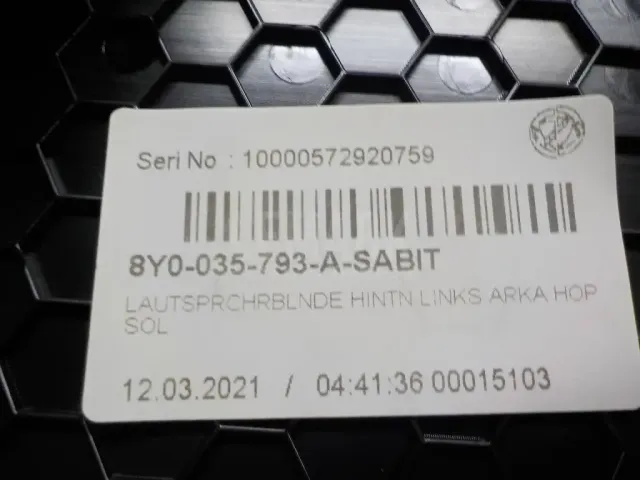 Seri No : 10000572920759
8Y0-035-793-A-SABIT
LAUTSPRCHRBLNDE HINTN LINKS ARKA HOP
SOL
12.03.2021 / 04:41:36 00015103